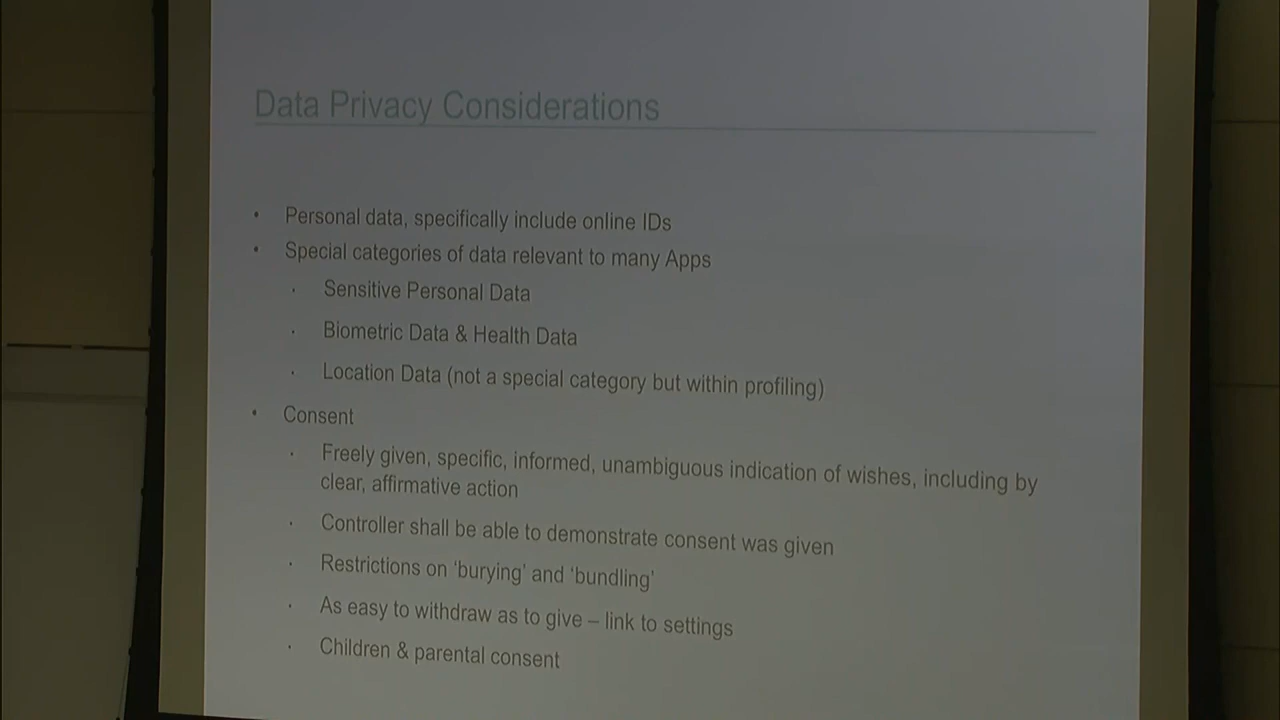 Data Privacy Considerations
• Personal data, specifically include online IDs
• Special categories of data relevant to many Apps
· Sensitive Personal Data
· Biometric Data & Health Data
· Location Data (not a special category but within profiling)
• Consent
· Freely given, specific, informed, unambiguous indication of wishes, including by
clear, affirmative action
· Controller shall be able to demonstrate consent was given
· Restrictions on ‘burying’ and ‘bundling’
· As easy to withdraw as to give – link to settings
· Children & parental consent